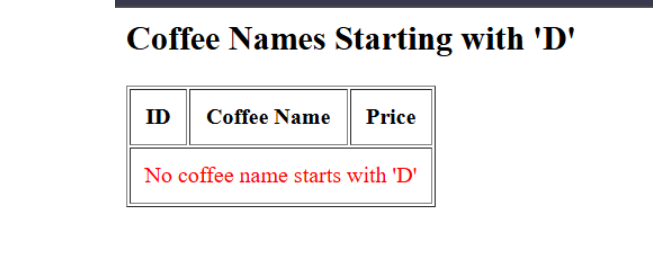 Coffee Names Starting with 'D'
ID Coffee Name Price
No coffee name starts with 'D'